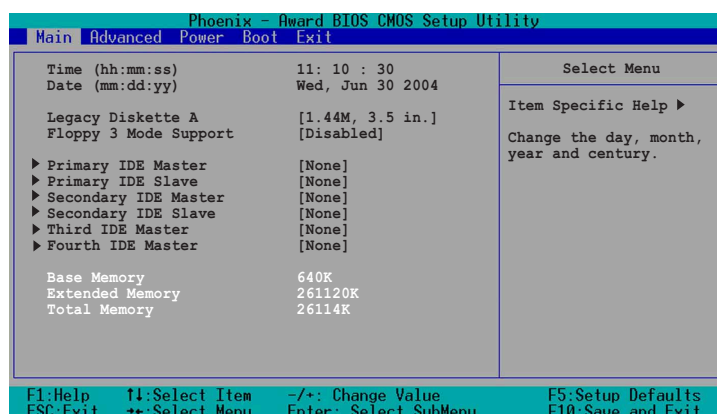 Phoenix – Award BIOS CMOS Setup Utility
Main Advanced Power Boot Exit
Time (hh:mm:ss) 11: 10 : 30
Date (mm:dd:yy) Wed, Jun 30 2004
Legacy Diskette A [1.44M, 3.5 in.]
Floppy 3 Mode Support [Disabled]
Primary IDE Master [None]
Primary IDE Slave [None]
Secondary IDE Master [None]
Secondary IDE Slave [None]
Third IDE Master [None]
Fourth IDE Master [None]
Base Memory 640K
Extended Memory 261120K
Total Memory 26114K
Select Menu
Item Specific Help ▶
Change the day, month,
year and century.
F1:Help ↑↓:Select Item -/+: Change Value F5:Setup Defaults
ESC:Exit →←:Select Menu Enter: Select SubMenu F10:Save and Exit